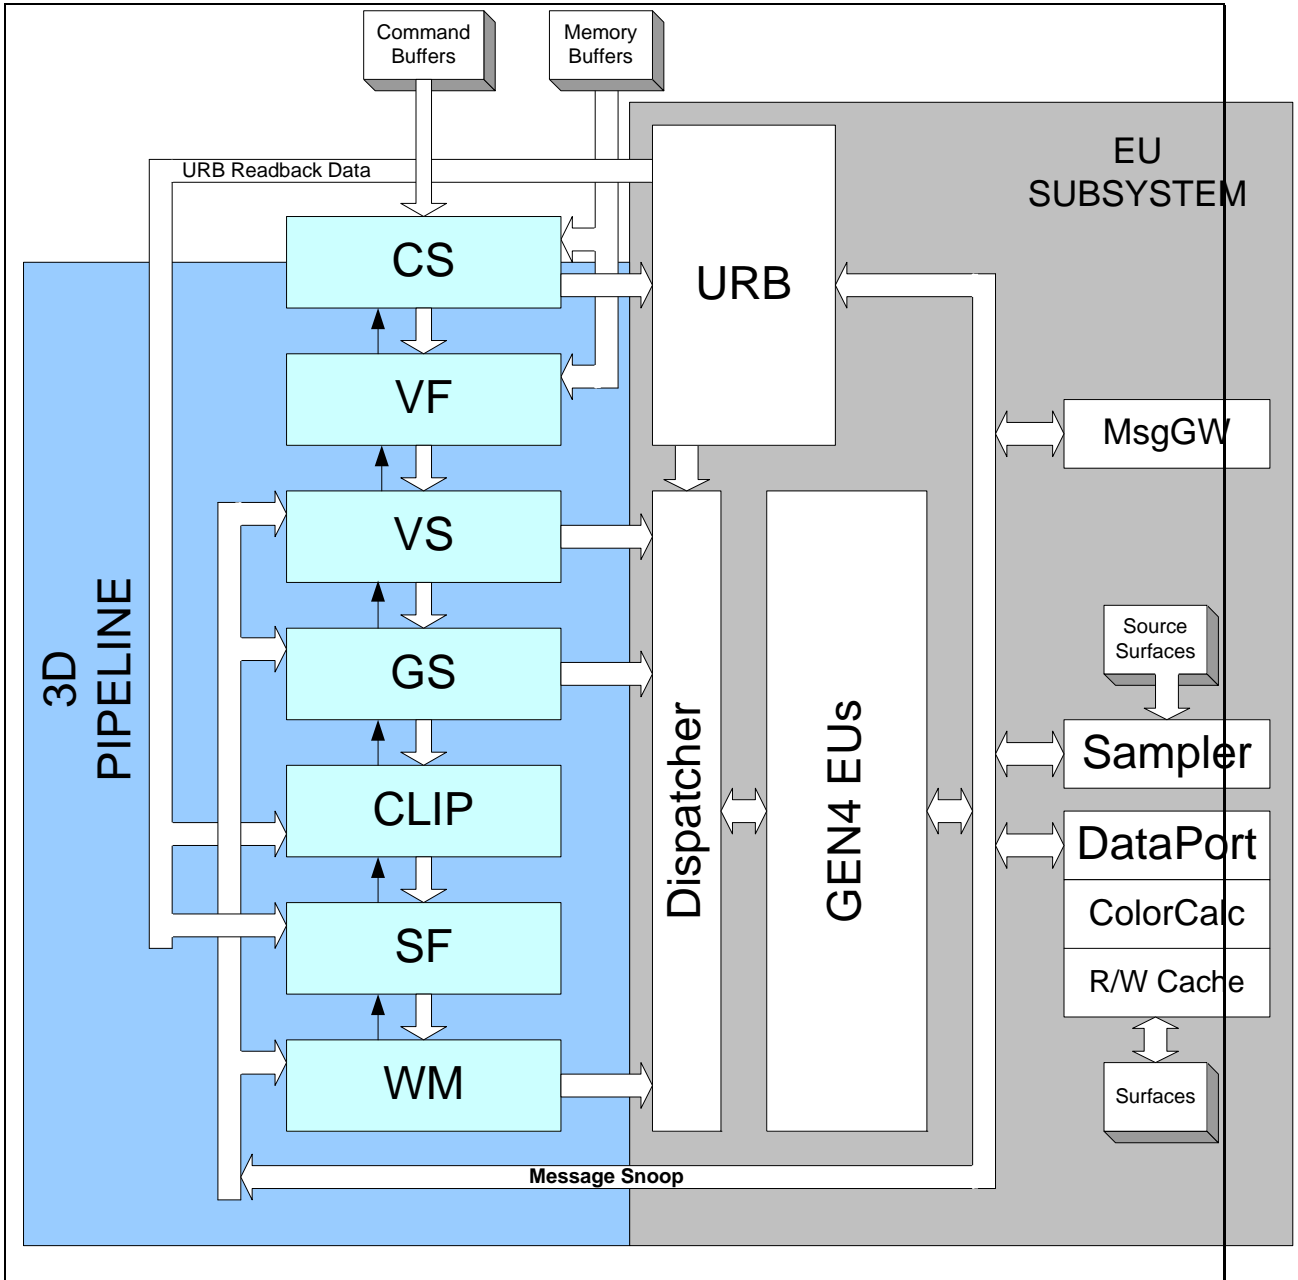 Command
Buffers
Memory
Buffers
URB Readback Data
EU
SUBSYSTEM
CS
URB
VF
MsgGW
VS
3D
PIPELINE
GS
Source
Surfaces
Dispatcher
GEN4 EUs
Sampler
CLIP
DataPort
ColorCalc
SF
R/W Cache
WM
Surfaces
Message Snoop